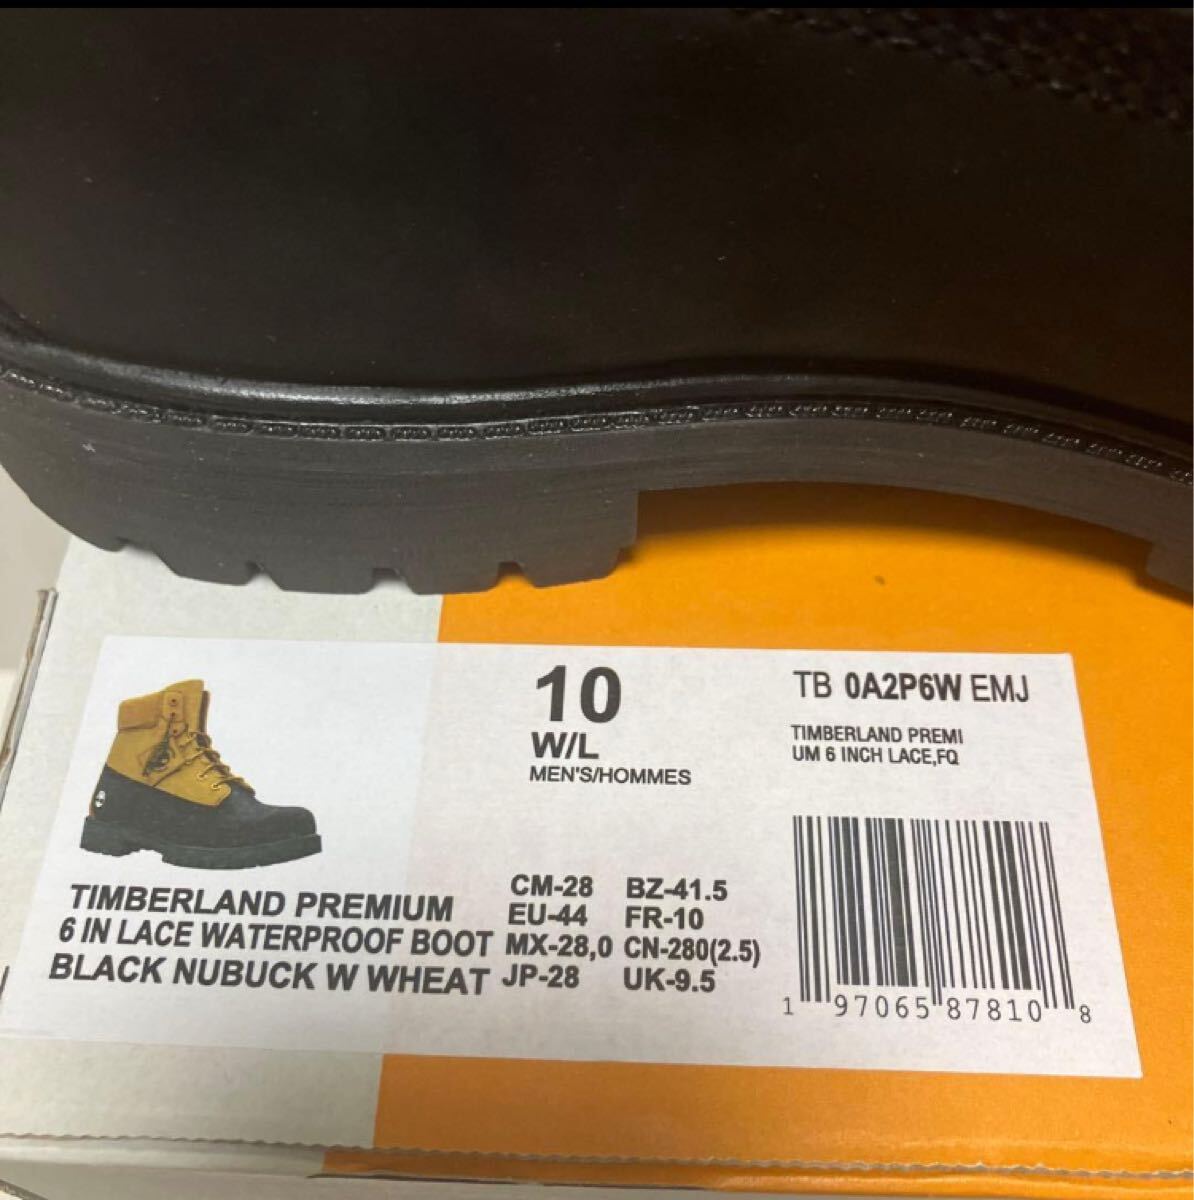 10
W/L
MEN'S/HOMMES
TB 0A2P6W EMJ
TIMBERLAND PREMI
UM 6 INCH LACE,FQ
TIMBERLAND PREMIUM
6 IN LACE WATERPROOF BOOT
BLACK NUBUCK W WHEAT
CM-28 BZ-41.5
EU-44 FR-10
MX-28,0 CN-280(2.5)
JP-28 UK-9.5
1 97065 87810 8